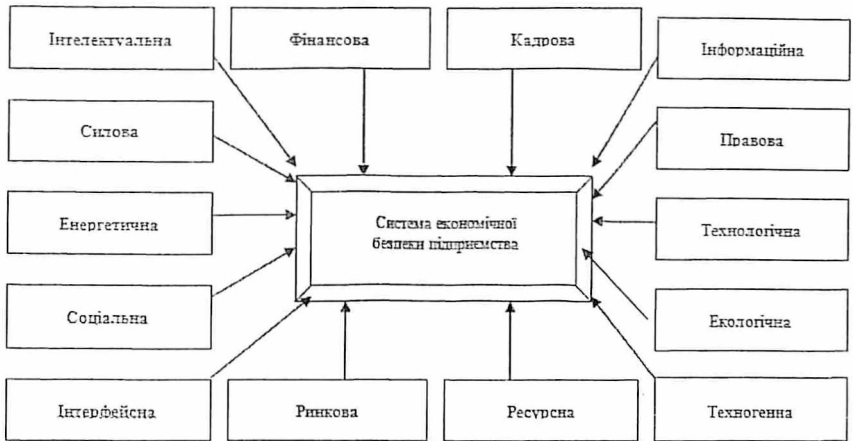 Інтелектуальна
Фінансова
Кадрова
Інформаційна
Силова
Правова
Енергетична
Система економічної
безпеки підприємства
Технологічна
Соціальна
Екологічна
Інтерфейсна
Ринкова
Ресурсна
Техногенна